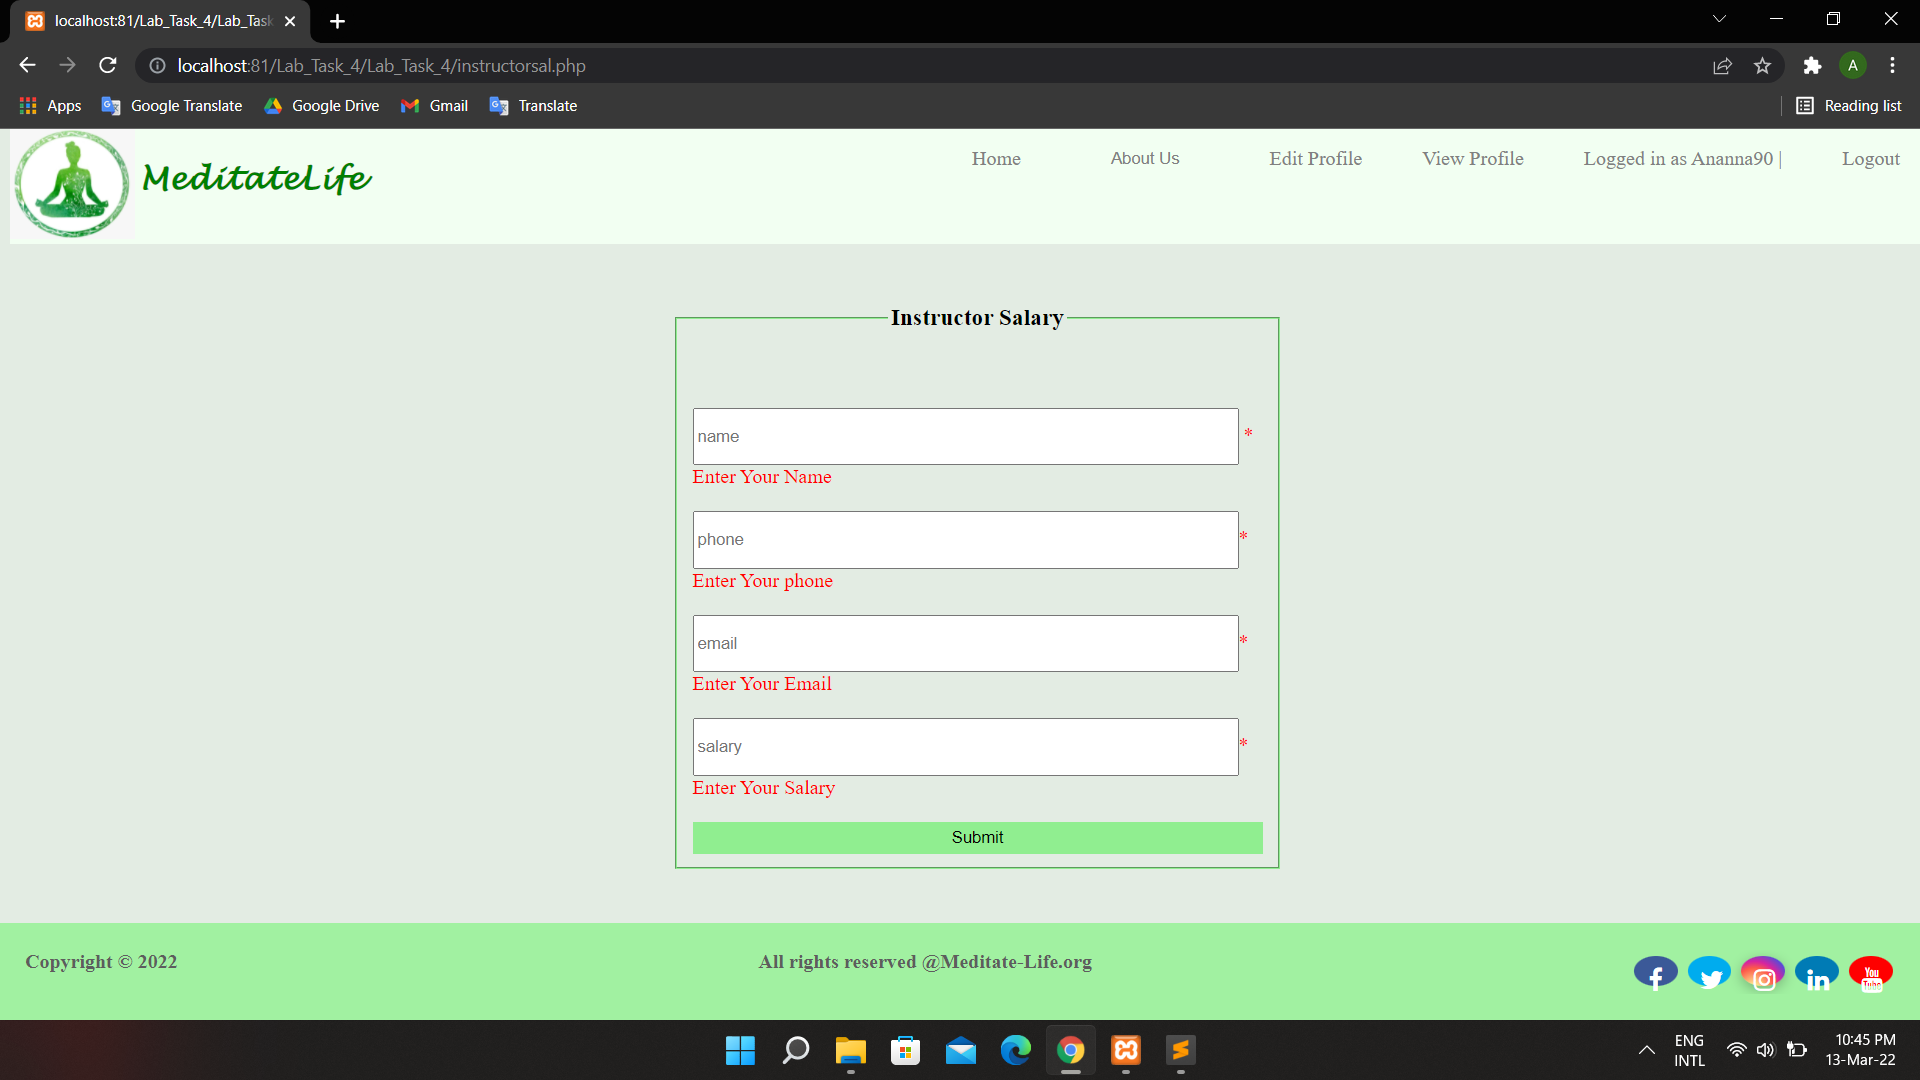 localhost:81/Lab_Task_4/Lab_Task
localhost:81/Lab_Task_4/Lab_Task_4/instructorsal.php
A
Apps Google Translate Google Drive Gmail Translate Reading list
MeditateLife
Home About Us Edit Profile View Profile Logged in as Ananna90 | Logout
Instructor Salary
name *
Enter Your Name
phone *
Enter Your phone
email *
Enter Your Email
salary *
Enter Your Salary
Submit
Copyright © 2022 All rights reserved @Meditate-Life.org
You
Tube
ENG
INTL
10:45 PM
13-Mar-22